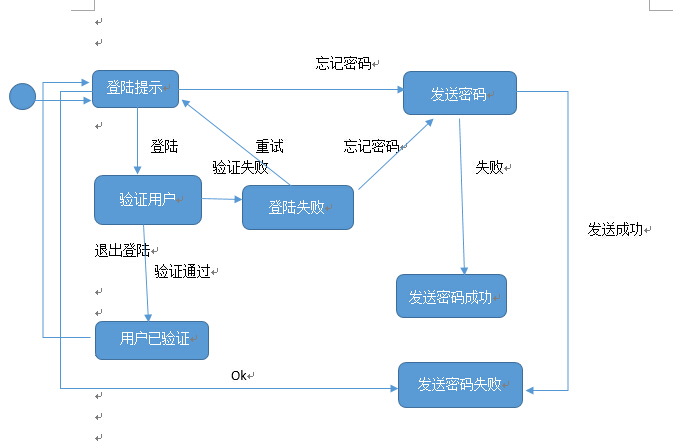 忘记密码
登陆提示
发送密码
登陆
重试
忘记密码
验证失败
失败
验证用户
登陆失败
发送成功
退出登陆
验证通过
发送密码成功
用户已验证
Ok
发送密码失败